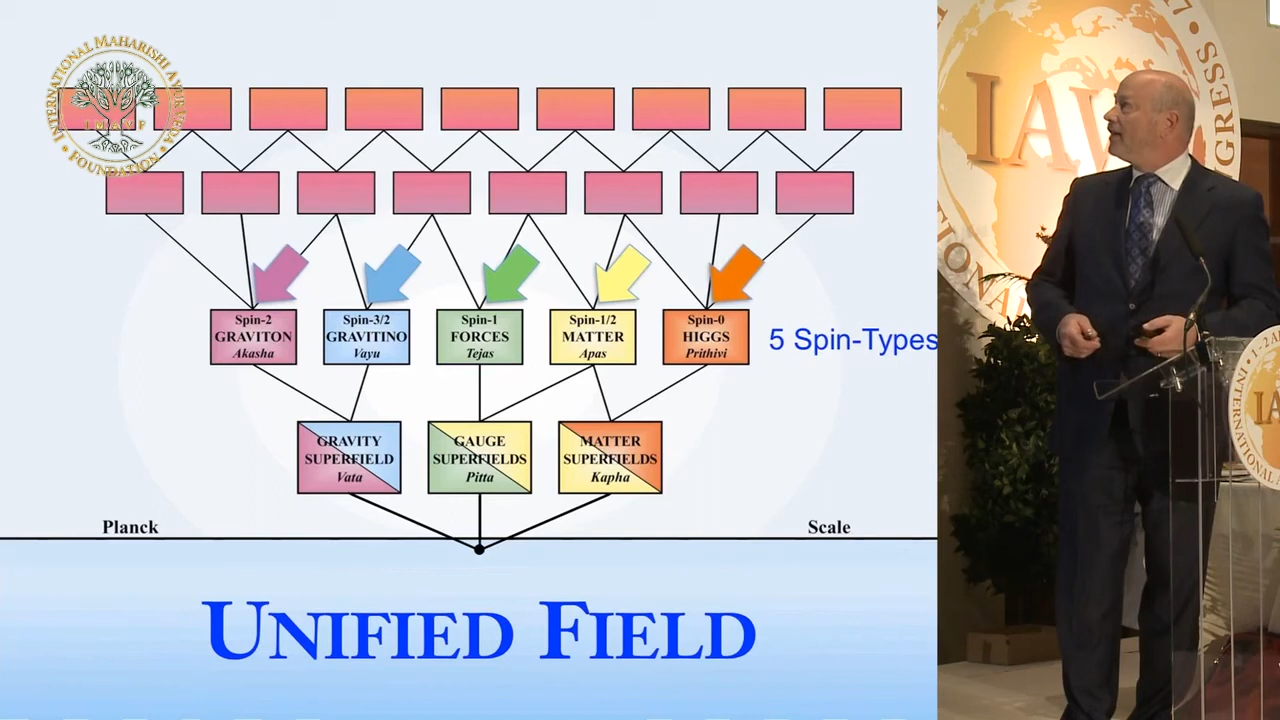 INTERNATIONAL MAHARISHI AYURVEDA
FOUNDATION
IMAVF
Spin-2
GRAVITON
Akasha
Spin-3/2
GRAVITINO
Vayu
Spin-1
FORCES
Tejas
Spin-1/2
MATTER
Apas
Spin-0
HIGGS
Prithivi
5 Spin-Types
GRAVITY
SUPERFIELD
Vata
GAUGE
SUPERFIELDS
Pitta
MATTER
SUPERFIELDS
Kapha
Planck
Scale
UNIFIED FIELD